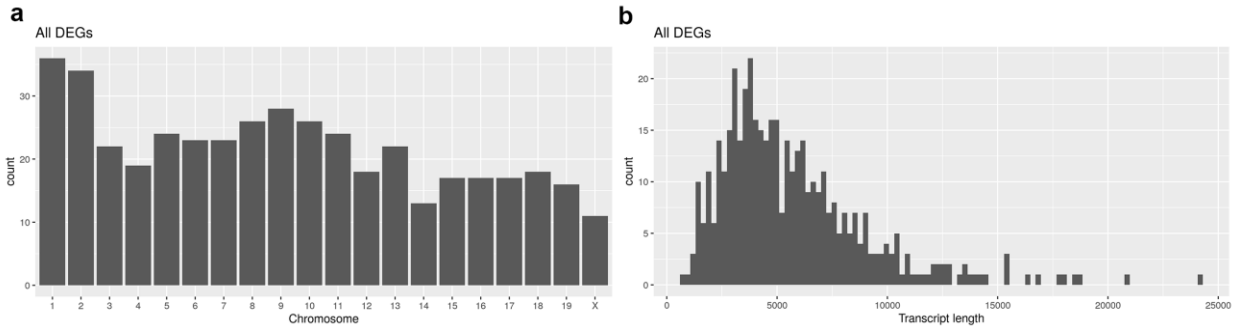 a
All DEGs
count
30
20
10
0
1 2 3 4 5 6 7 8 9 10 11 12 13 14 15 16 17 18 19 X
Chromosome
b
All DEGs
count
20
15
10
5
0
0 5000 10000 15000 20000 25000
Transcript length